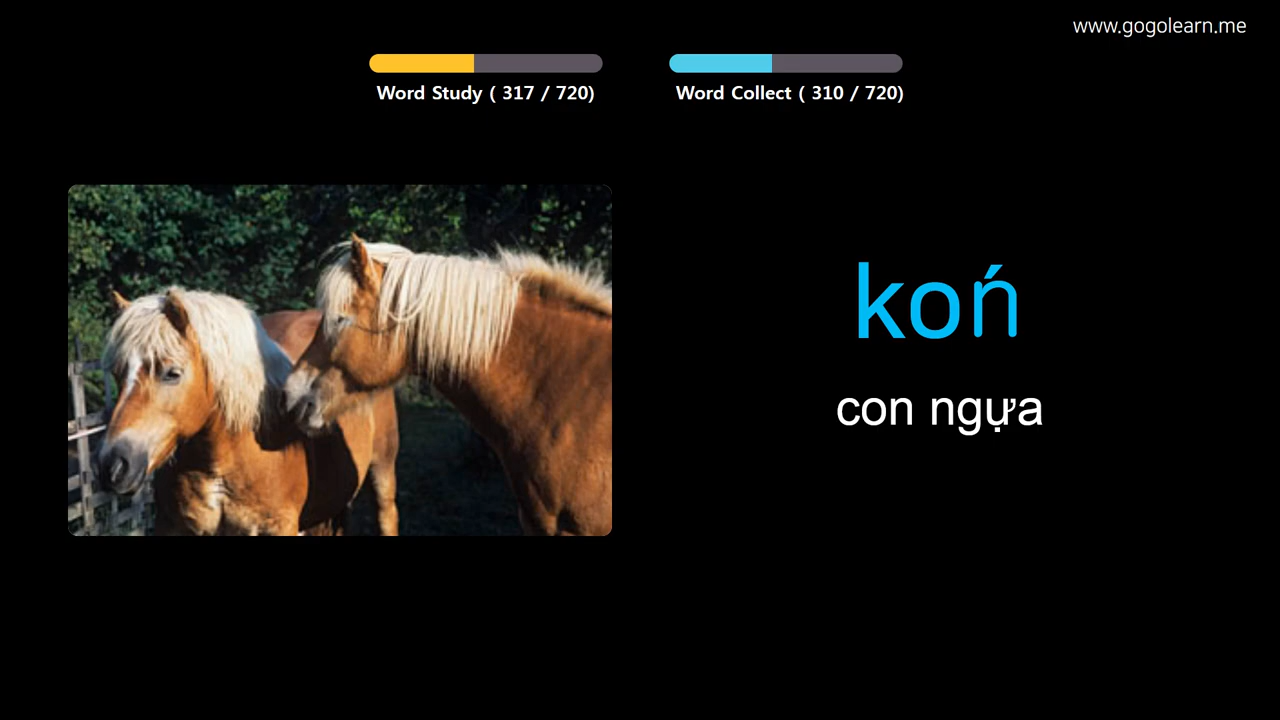 www.gogolearn.me
Word Study ( 317 / 720)
Word Collect ( 310 / 720)
koń
con ngựa